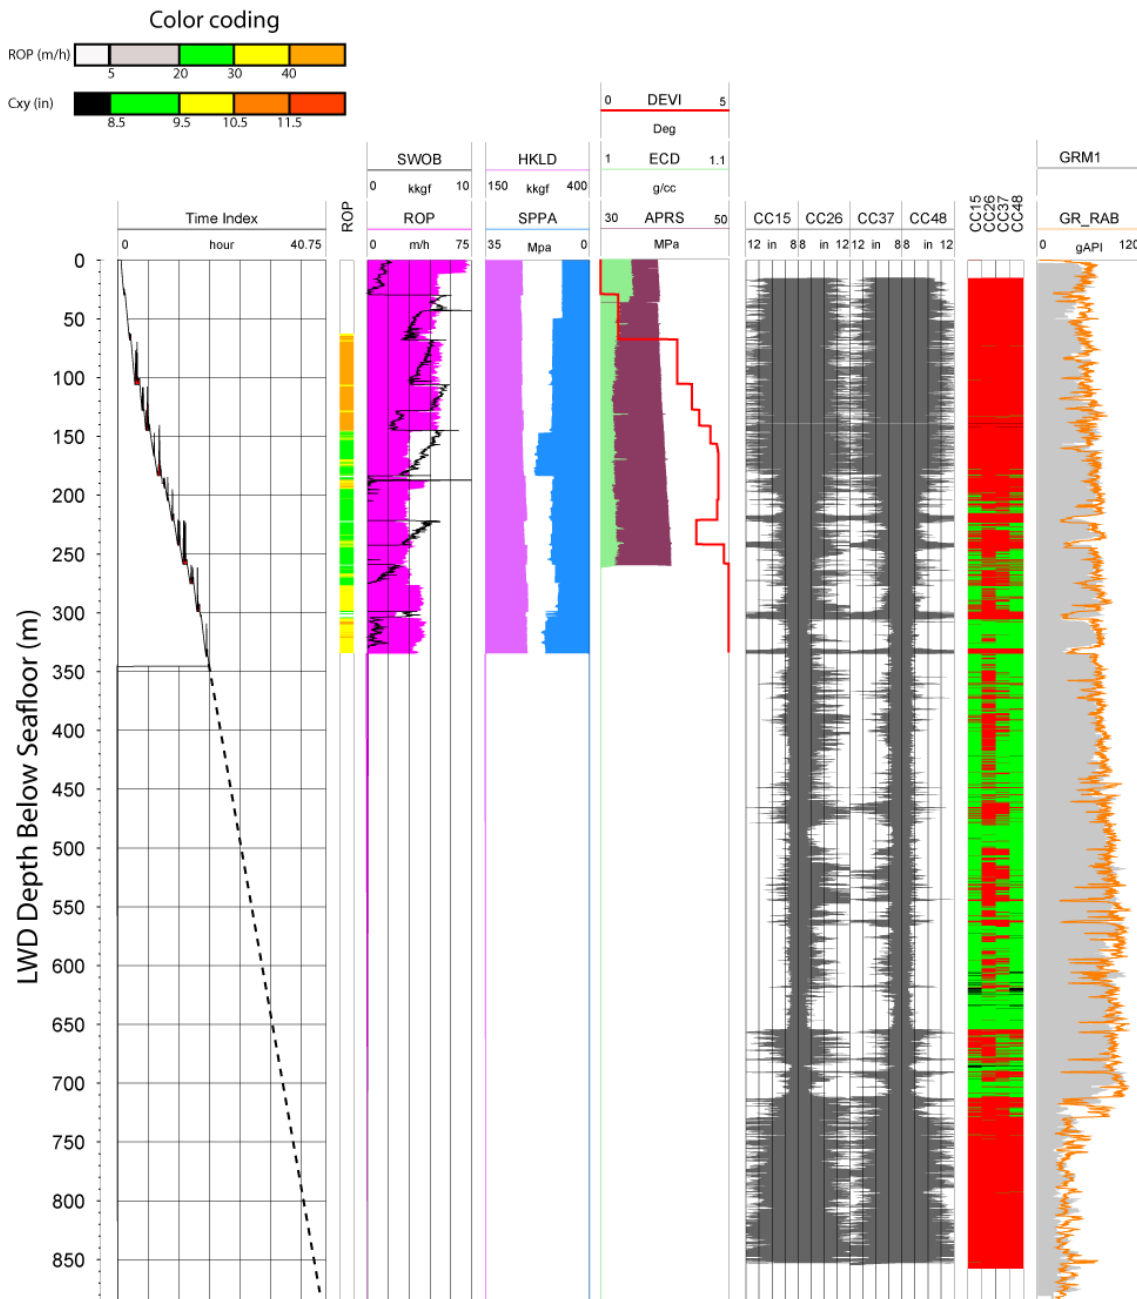 Color coding
ROP (m/h)
5 20 30 40
Cxy (in)
8.5 9.5 10.5 11.5
0 DEVI 5
Deg
SWOB HKLD 1 ECD 1.1 GRM1
0 kkgf 10 150 kkgf 400 g/cc
Time Index ROP ROP SPPA 30 APRS 50 CC15 CC26 CC37 CC48 CC15 CC26 CC37 CC48 GR_RAB
0 hour 40.75 0 m/h 75 35 Mpa 0 MPa 12 in 8 8 in 12 12 in 8 8 in 12 0 gAPI 120
LWD Depth Below Seafloor (m)
0
50
100
150
200
250
300
350
400
450
500
550
600
650
700
750
800
850